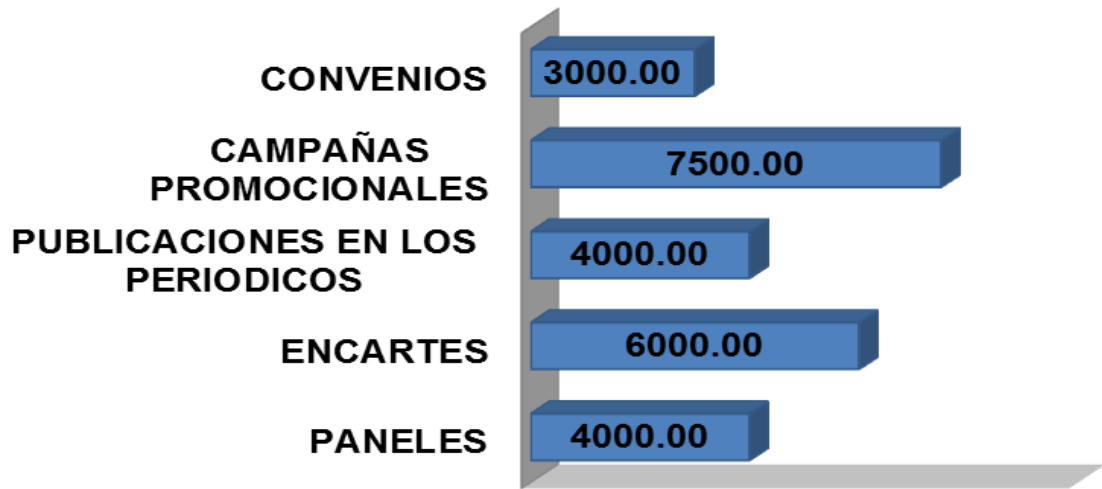 CONVENIOS
3000.00
CAMPAÑAS
PROMOCIONALES
7500.00
PUBLICACIONES EN LOS
PERIODICOS
4000.00
ENCARTES
6000.00
PANELES
4000.00